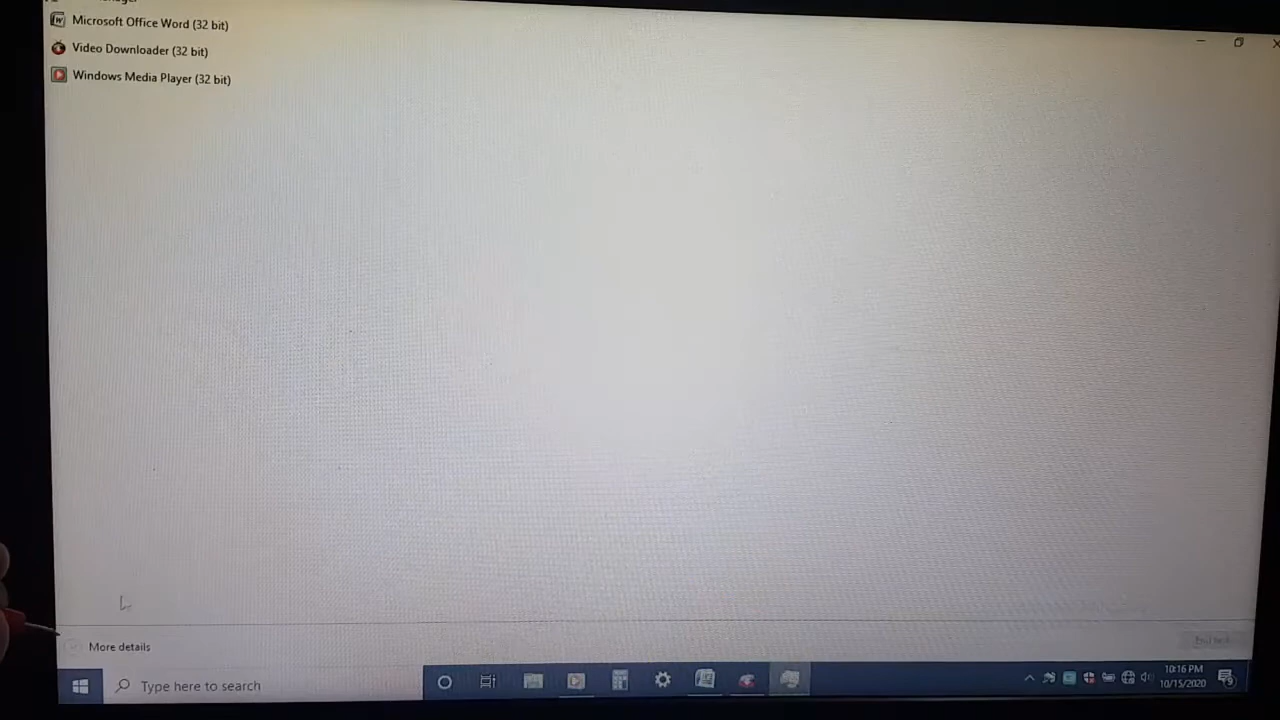 Microsoft Office Word (32 bit)
Video Downloader (32 bit)
Windows Media Player (32 bit)
More details
Type here to search
10:16 PM
10/15/2020